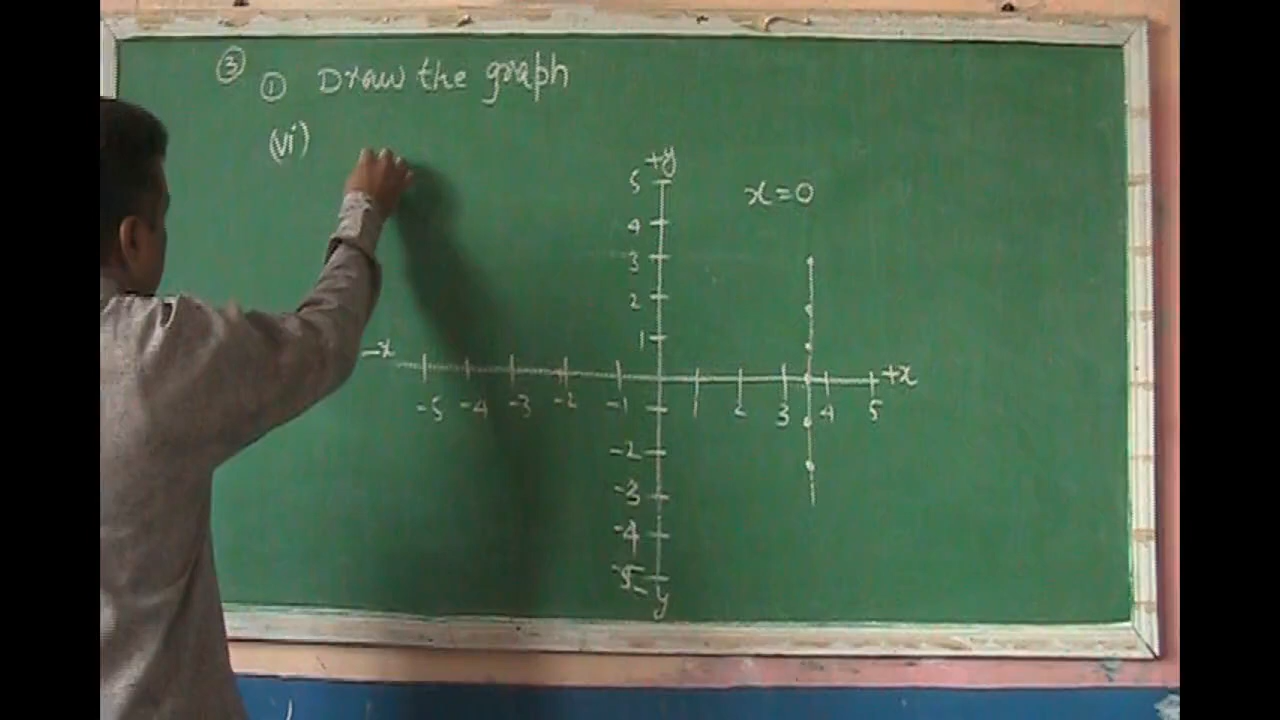 ③ ① Draw the graph
(vi)
+y
5
x=0
4
3
2
1
-x
+x
-5 -4 -3 -2 -1 1 2 3 4 5
-2
-3
-4
-5
-y